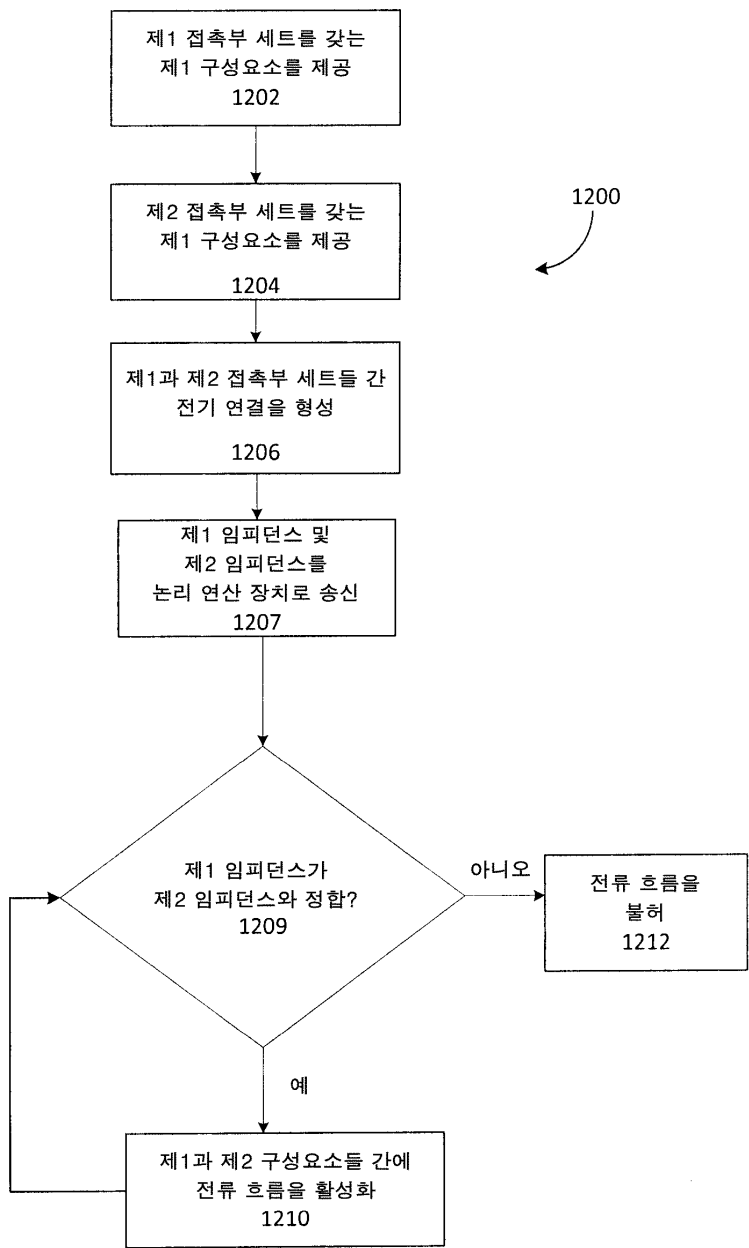 제1 접촉부 세트를 갖는
제1 구성요소를 제공
1202
제2 접촉부 세트를 갖는
제1 구성요소를 제공
1204
1200
제1과 제2 접촉부 세트들 간
전기 연결을 형성
1206
제1 임피던스 및
제2 임피던스를
논리 연산 장치로 송신
1207
제1 임피던스가
제2 임피던스와 정합?
1209
아니오
전류 흐름을
불허
1212
예
제1과 제2 구성요소들 간에
전류 흐름을 활성화
1210